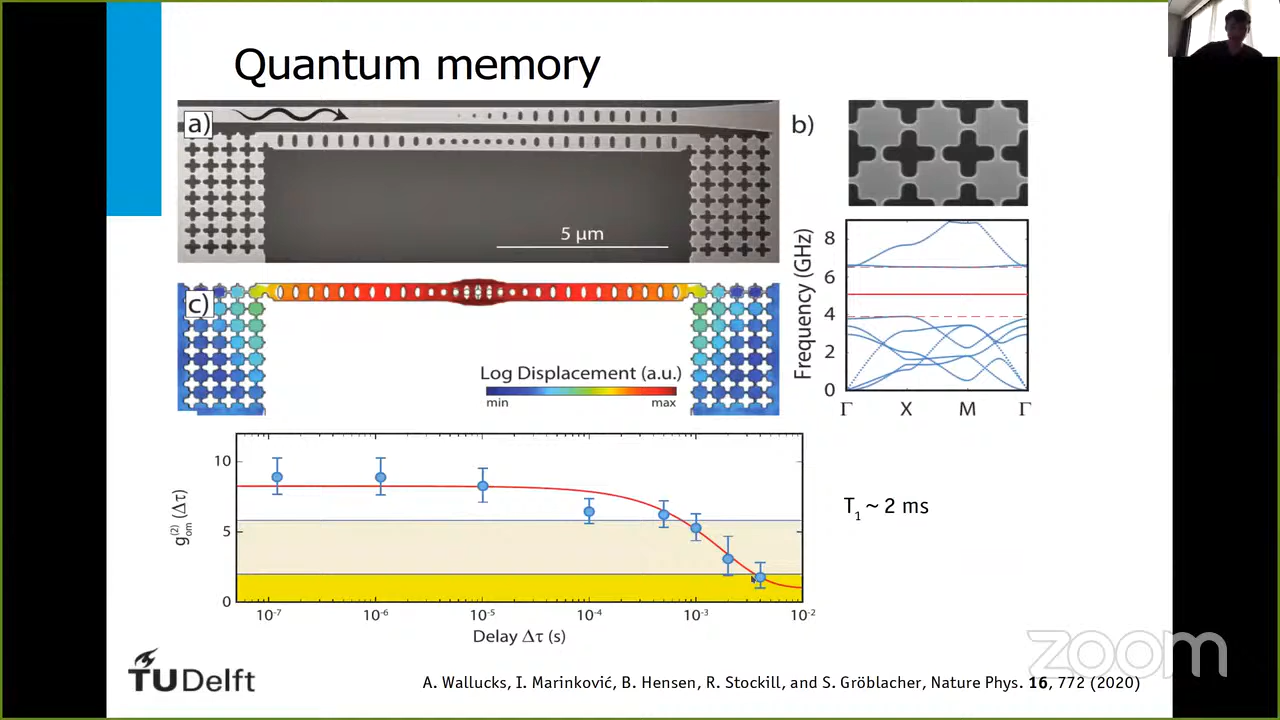 Quantum memory
a)
5 µm
b)
c)
Log Displacement (a.u.)
min
max
Frequency (GHz)
8
6
4
2
0
Γ
X
M
Γ
g(2)om (Δτ)
10
5
0
10-7
10-6
10-5
10-4
10-3
10-2
Delay Δτ (s)
T1 ~ 2 ms
zoom
TUDelft
A. Wallucks, I. Marinković, B. Hensen, R. Stockill, and S. Gröblacher, Nature Phys. 16, 772 (2020)